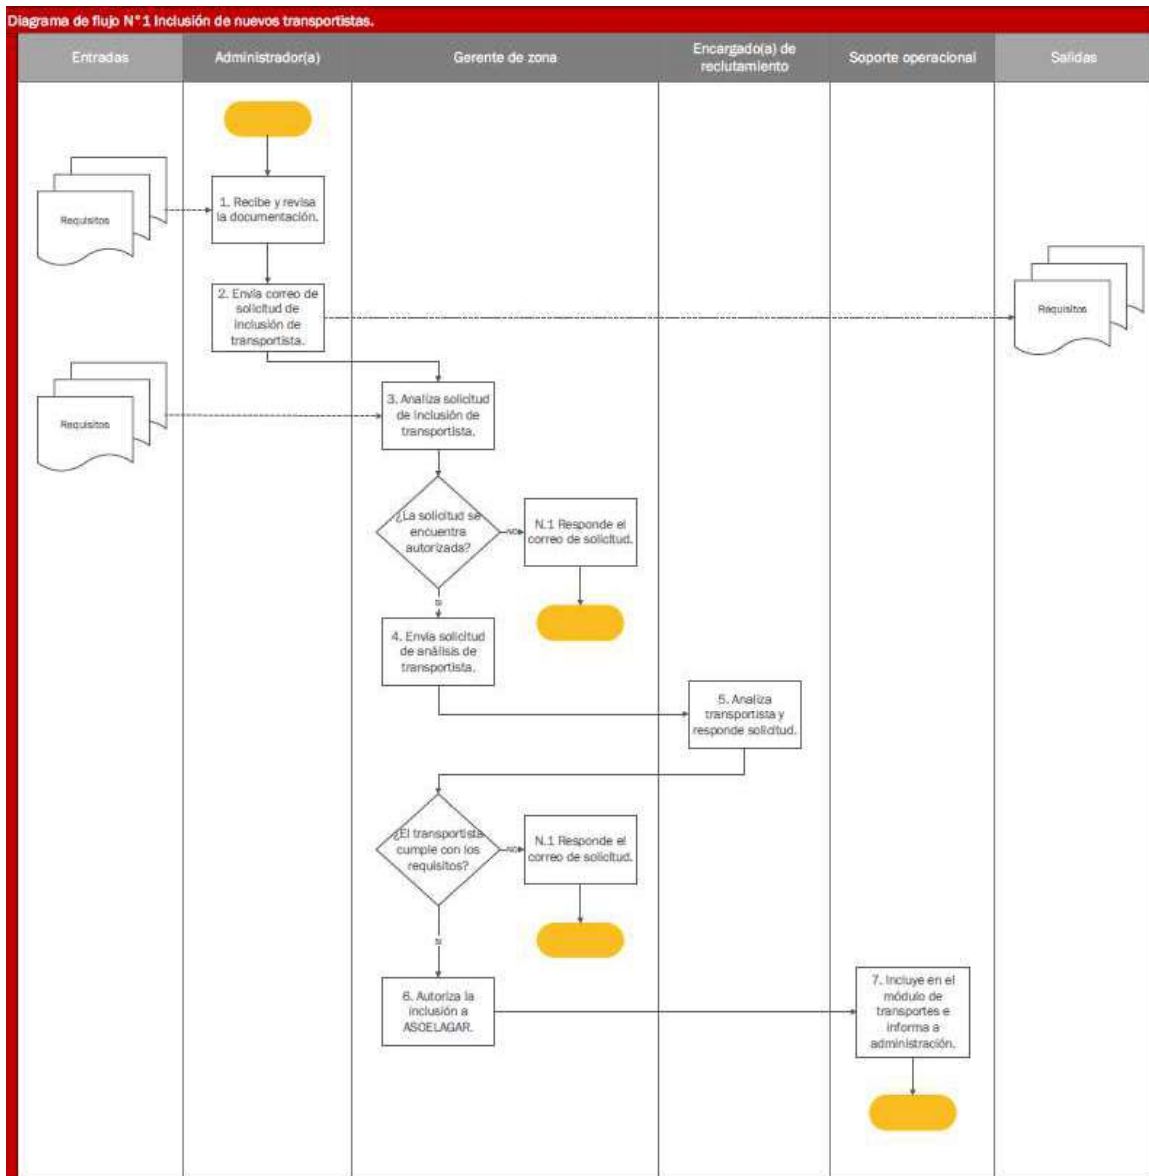 Diagrama de flujo N°1 Inclusión de nuevos transportistas.
Entradas
Administrador(a)
Gerente de zona
Encargado(a) de
reclutamiento
Soporte operacional
Salidas
Requisitos
1. Recibe y revisa
la documentación.
2. Envía correo de
solicitud de
inclusión de
transportista.
Requisitos
Requisitos
3. Analiza solicitud
de inclusión de
transportista.
¿La solicitud se
encuentra
autorizada?
NO
N.1 Responde el
correo de solicitud.
SI
4. Envía solicitud
de análisis de
transportista.
5. Analiza
transportista y
responde solicitud.
¿El transportista
cumple con los
requisitos?
NO
N.1 Responde el
correo de solicitud.
SI
6. Autoriza la
inclusión a
ASOELAGAR.
7. Incluye en el
módulo de
transportes e
informa a
administración.